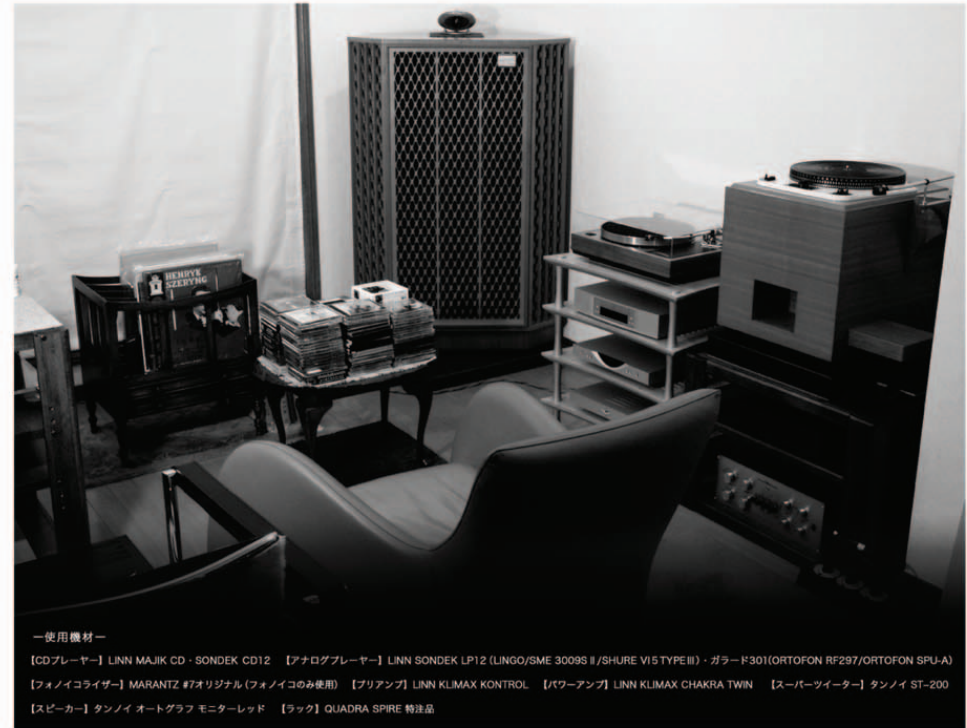 HENRYK
SZERYNG
ー使用機材ー
【CDプレーヤー】LINN MAJIK CD・SONDEK CD12　【アナログプレーヤー】LINN SONDEK LP12 (LINGO/SME 3009SⅡ/SHURE VI5 TYPEⅢ)・ガラード301(ORTOFON RF297/ORTOFON SPU-A)
【フォノイコライザー】MARANTZ #7オリジナル (フォノイコのみ使用)　【プリアンプ】LINN KLIMAX KONTROL　【パワーアンプ】LINN KLIMAX CHAKRA TWIN　【スーパーツイーター】タンノイ ST-200
【スピーカー】タンノイ オートグラフ モニターレッド　【ラック】QUADRA SPIRE 特注品